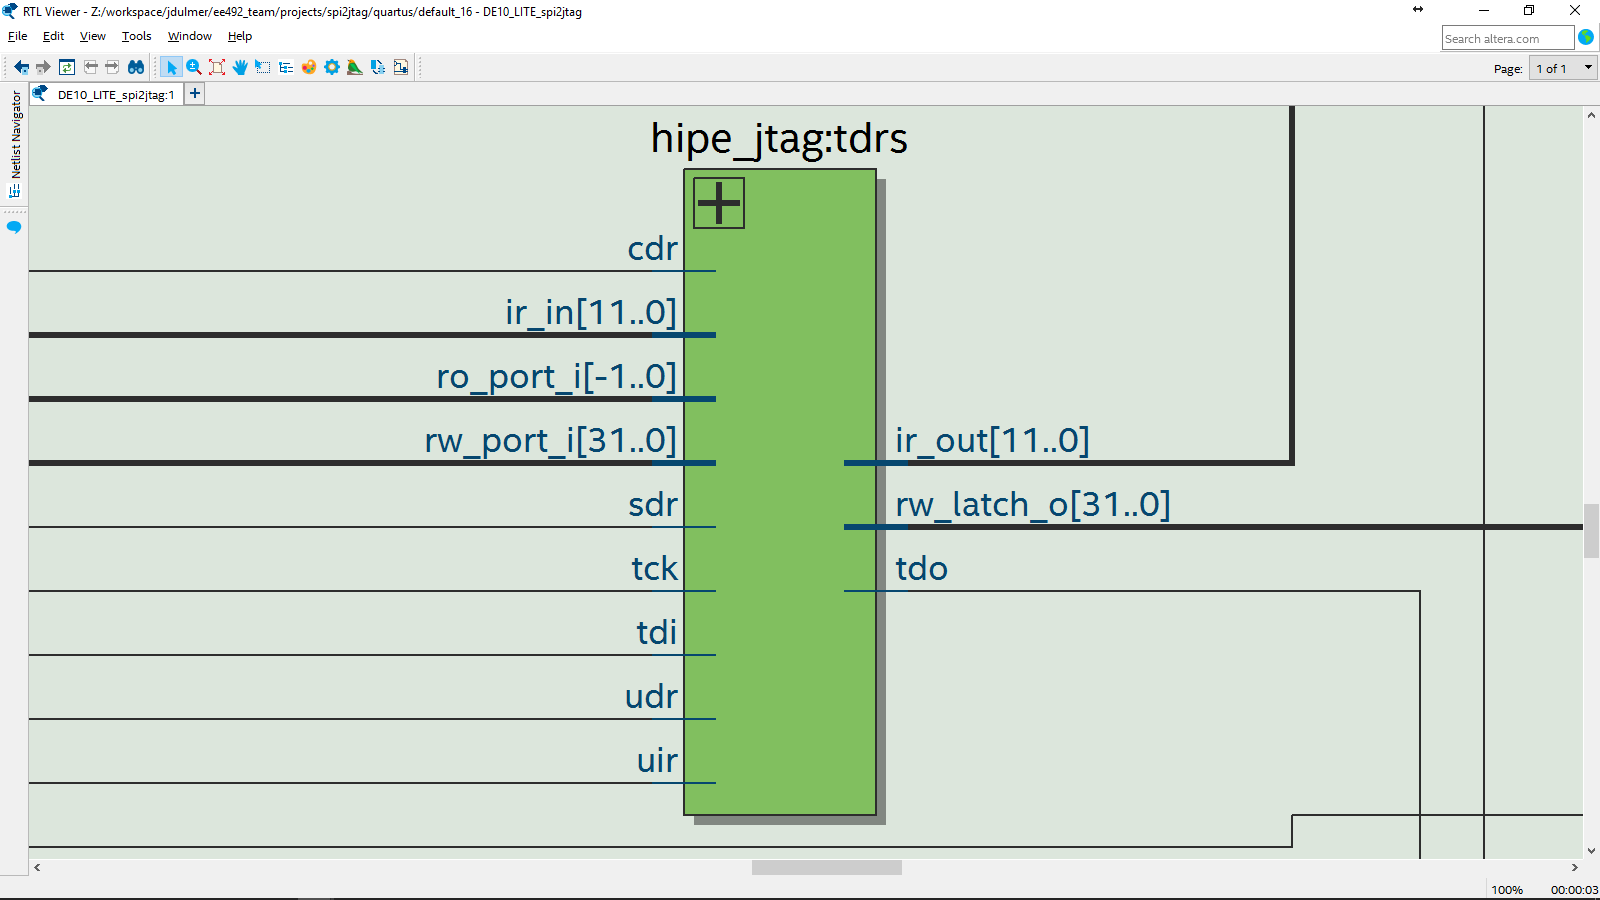 RTL Viewer - Z:/workspace/jdulmer/ee492_team/projects/spi2jtag/quartus/default_16 - DE10_LITE_spi2jtag
File Edit View Tools Window Help
Search altera.com
Page: 1 of 1
DE10_LITE_spi2jtag:1
Netlist Navigator
hipe_jtag:tdrs
cdr
ir_in[11..0]
ro_port_i[-1..0]
rw_port_i[31..0]
sdr
tck
tdi
udr
uir
ir_out[11..0]
rw_latch_o[31..0]
tdo
100% 00:00:03